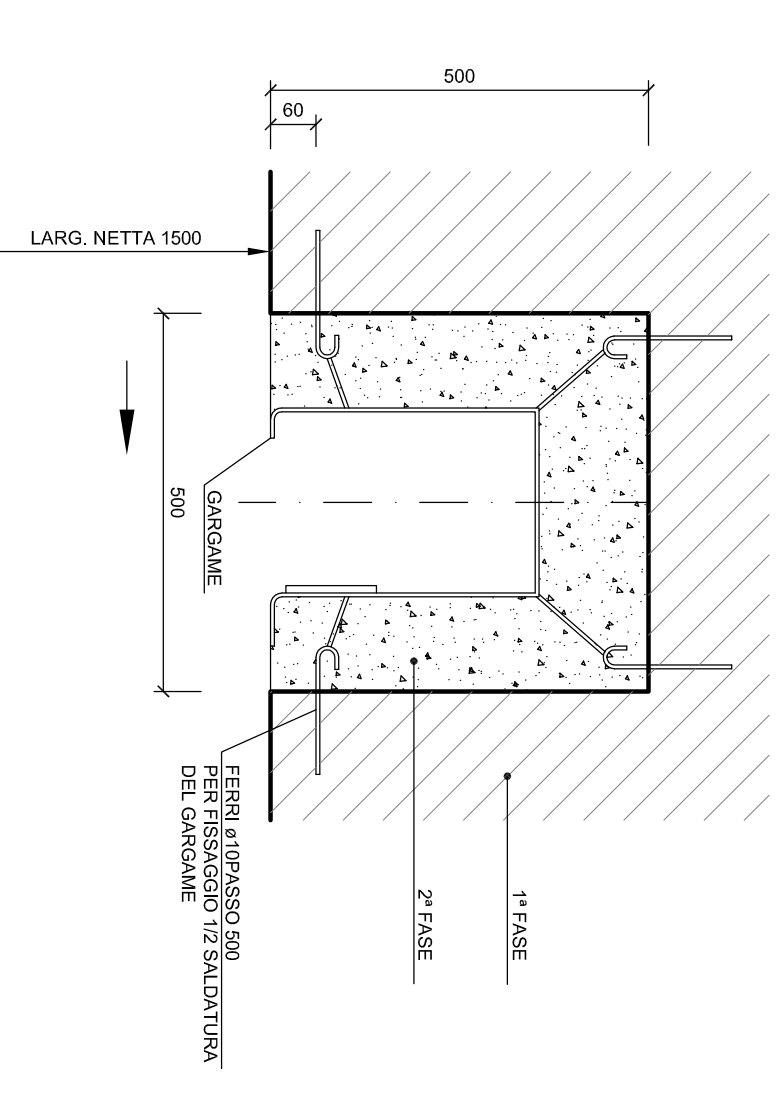 500
60
LARG. NETTA 1500
500
GARGAME
FERRI ø10PASSO 500
PER FISSAGGIO 1/2 SALDATURA
DEL GARGAME
2ª FASE
1ª FASE